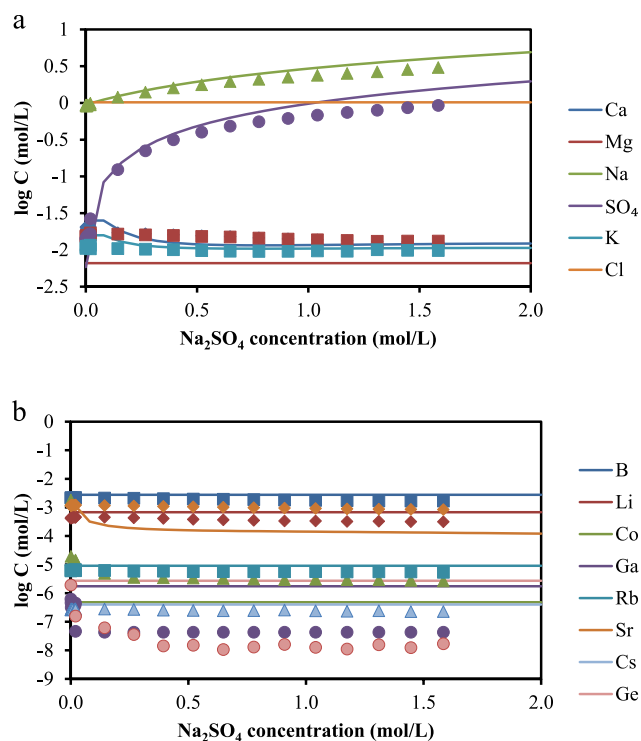 a
1
0.5
0
-0.5
-1
-1.5
-2
-2.5
log C (mol/L)
0.0 0.5 1.0 1.5 2.0
Na₂SO₄ concentration (mol/L)
Ca
Mg
Na
SO₄
K
Cl
b
0
-1
-2
-3
-4
-5
-6
-7
-8
-9
log C (mol/L)
0.0 0.5 1.0 1.5 2.0
Na₂SO₄ concentration (mol/L)
B
Li
Co
Ga
Rb
Sr
Cs
Ge